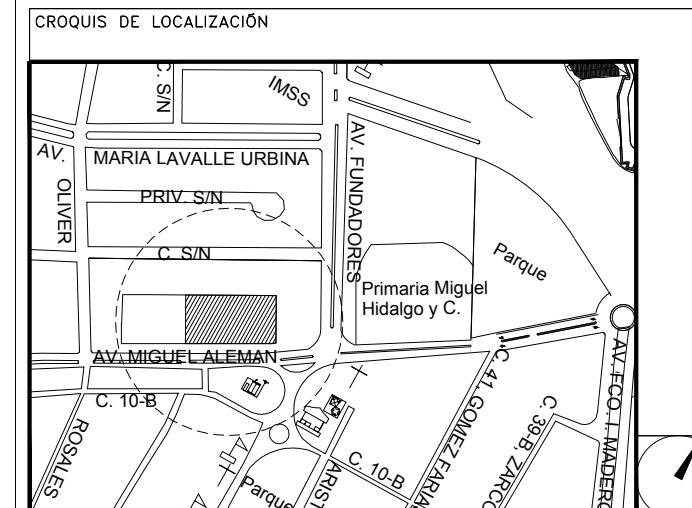 CROQUIS DE LOCALIZACIÓN
C. S/N
IMSS
AV.
OLIVER
MARIA LAVALLE URBINA
AV. FUNDADORES
PRIV. S/N
C. S/N
Parque
Primaria Miguel
Hidalgo y C.
AV. MIGUEL ALEMAN
C. 10-B
ROSALES
C. 41. GOMEZ FARIAS
C. 39-B, ZARCO
AV. FCO. I. MADERO
C. 10-B
Parque
ARIST